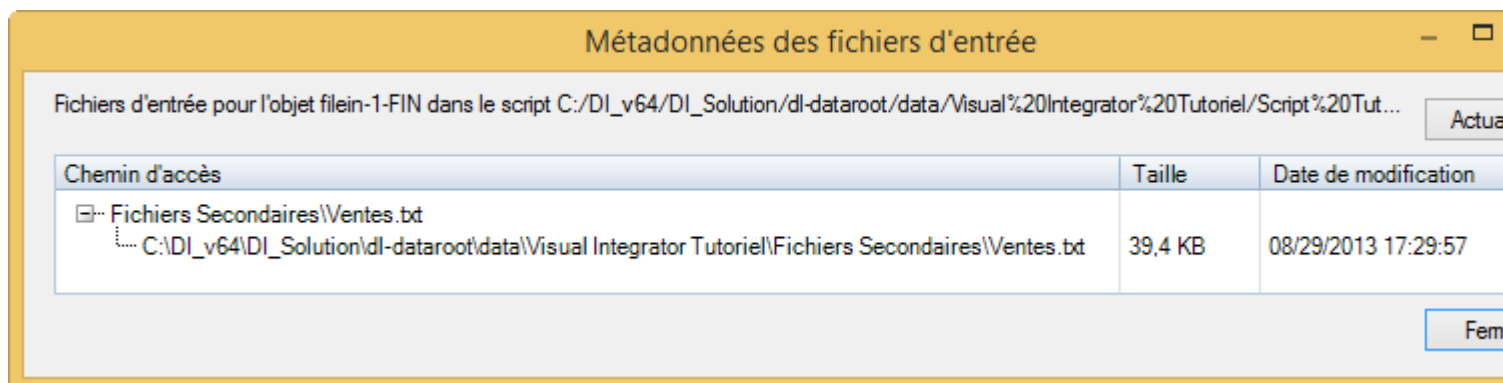 Métadonnées des fichiers d'entrée
Fichiers d'entrée pour l'objet filein-1-FIN dans le script C:/DI_v64/DI_Solution/dl-dataroot/data/Visual%20Integrator%20Tutoriel/Script%20Tut...
Actua
Chemin d'accès Taille Date de modification
Fichiers Secondaires\Ventes.txt
C:\DI_v64\DI_Solution\dl-dataroot\data\Visual Integrator Tutoriel\Fichiers Secondaires\Ventes.txt 39,4 KB 08/29/2013 17:29:57
Ferm